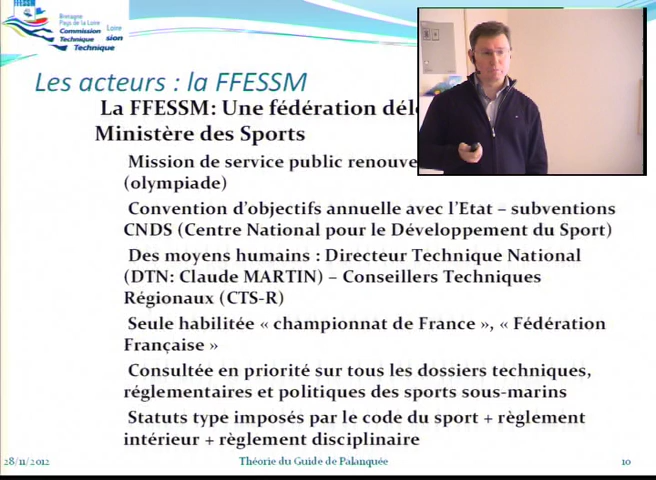 FFESSM
Bretagne
Pays de la Loire
Commission
Technique
Loire
sion
Technique
Les acteurs : la FFESSM
La FFESSM: Une fédération
Ministère des Sports
Mission de service public
(olympiade)
Convention d'objectifs annuelle avec l'Etat – subventions
CNDS (Centre National pour le Développement du Sport)
Des moyens humains : Directeur Technique National
(DTN: Claude MARTIN) – Conseillers Techniques
Régionaux (CTS-R)
Seule habilitée « championnat de France », « Fédération
Française »
Consultée en priorité sur tous les dossiers techniques,
réglementaires et politiques des sports sous-marins
Statuts type imposés par le code du sport + règlement
intérieur + règlement disciplinaire
28/11/2012 Théorie du Guide de Palanquée 10